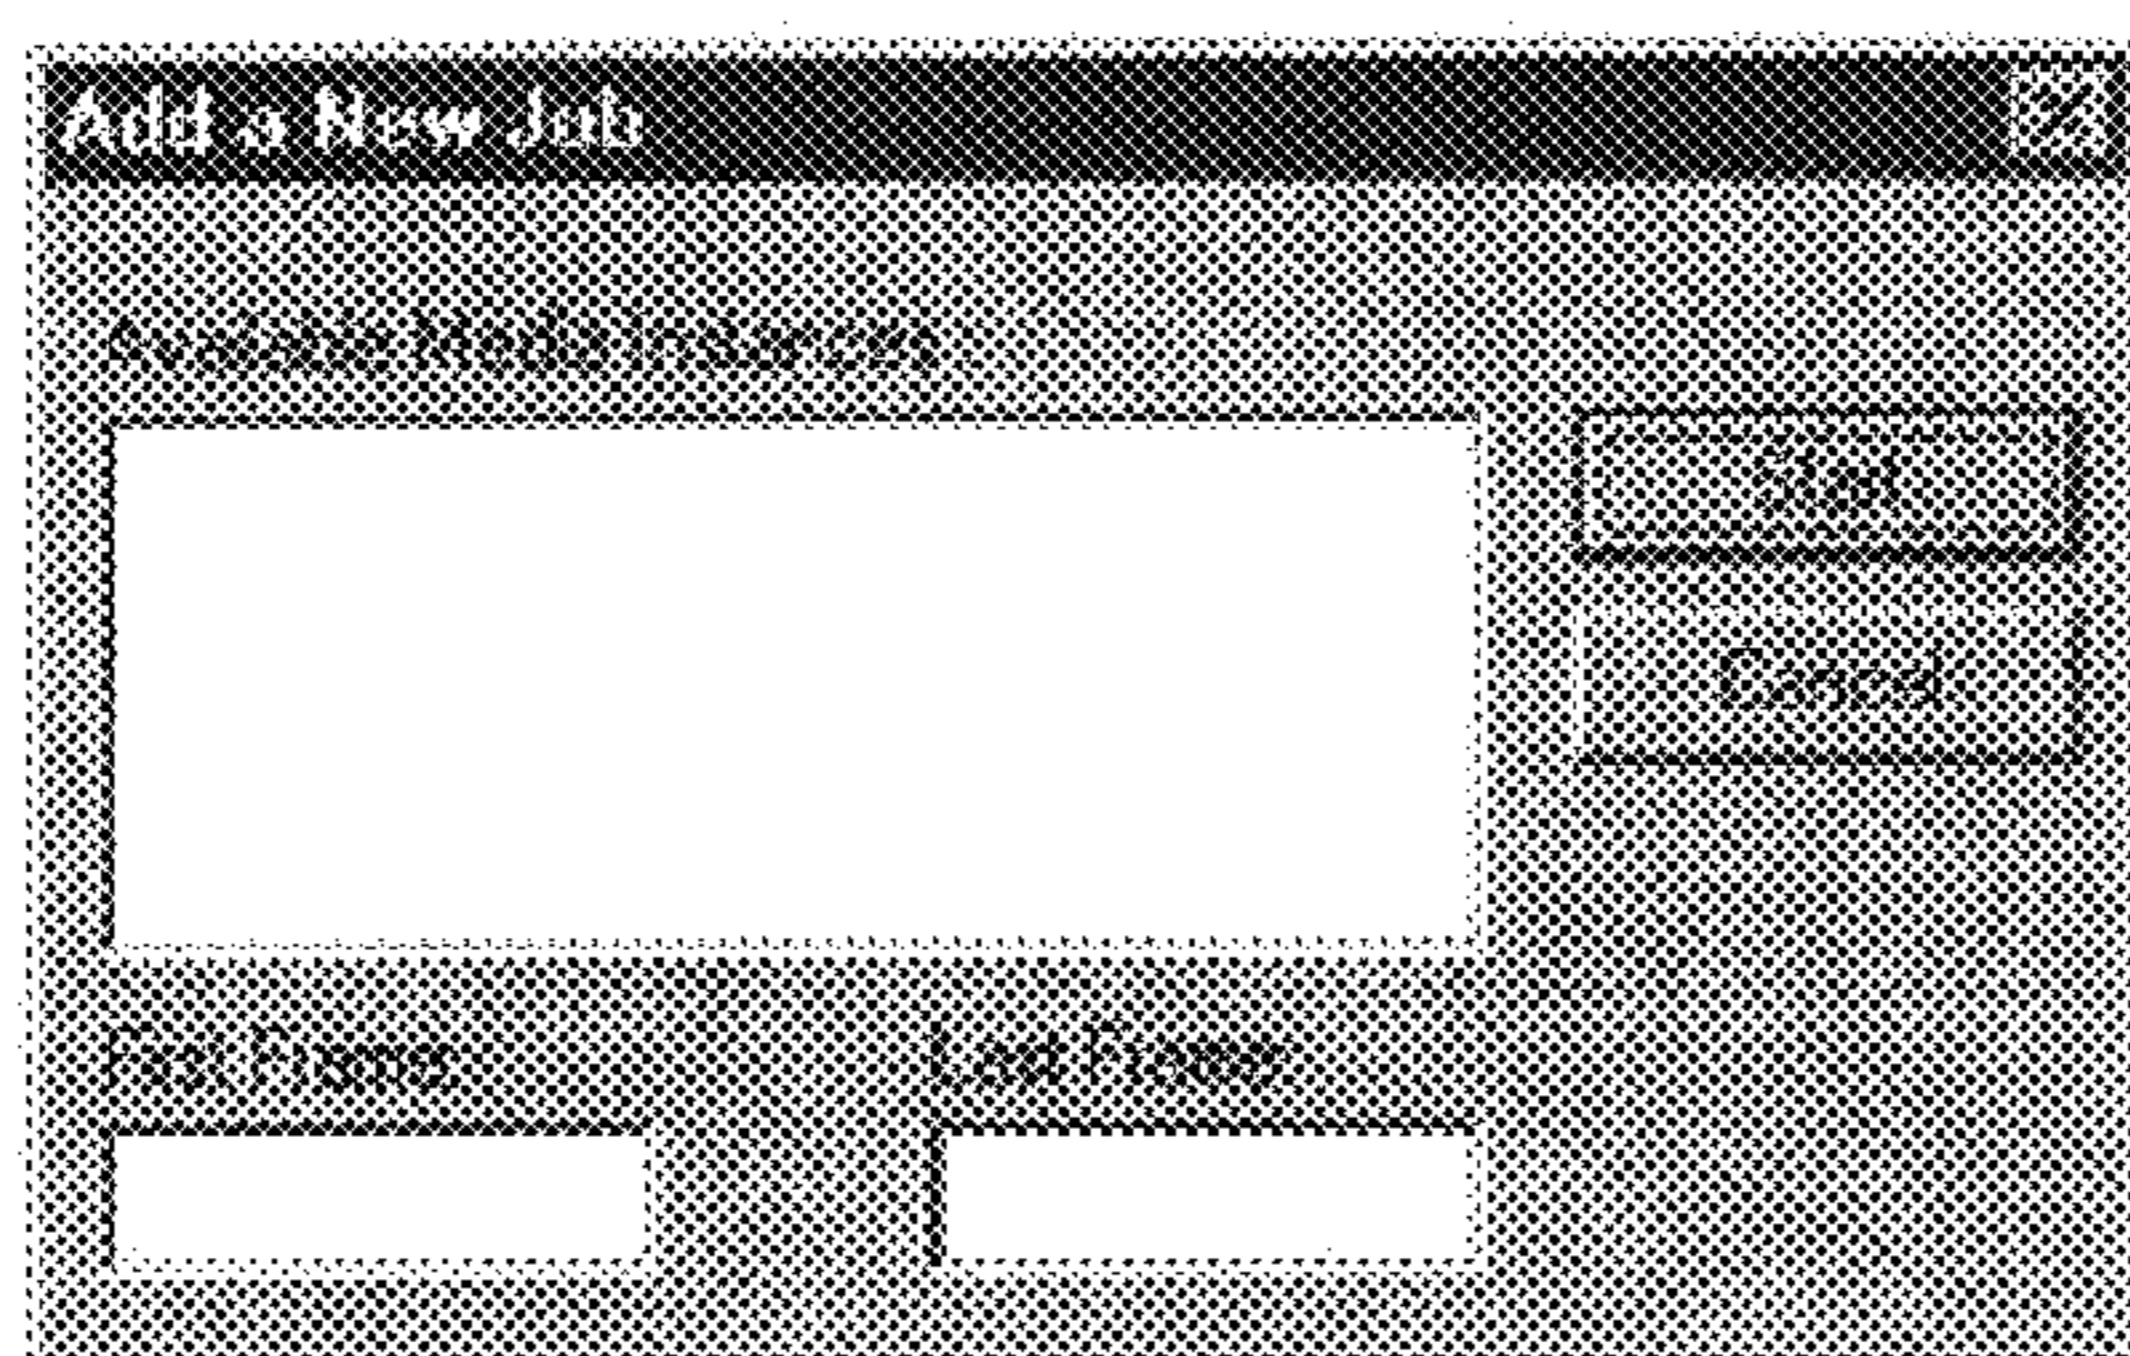 Add a New Job
Available Media Instances
Start
Cancel
First Frame
Last Frame